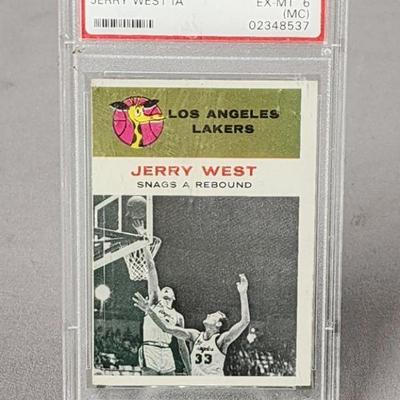 JERRY WEST IA
EX-MT 6
(MC)
02348537
LOS ANGELES
LAKERS
JERRY WEST
SNAGS A REBOUND
33